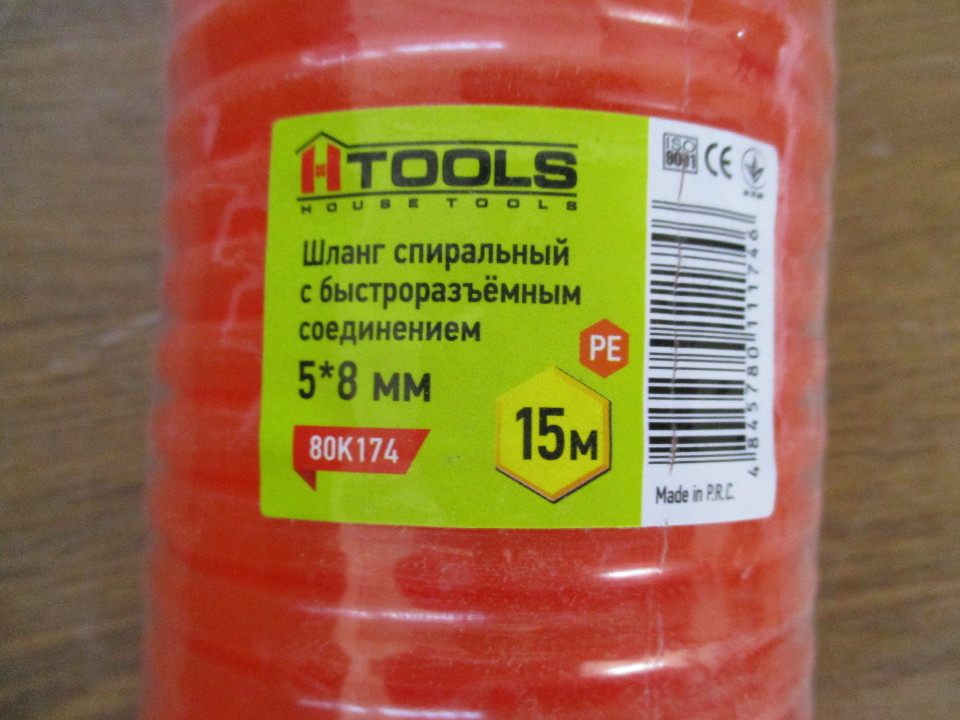 HTOOLS
HOUSE TOOLS
Шланг спиральный
с быстроразъёмным
соединением
5*8 мм
PE
15м
80K174
ISO
9001
CE
4845780111746
Made in P.R.C.